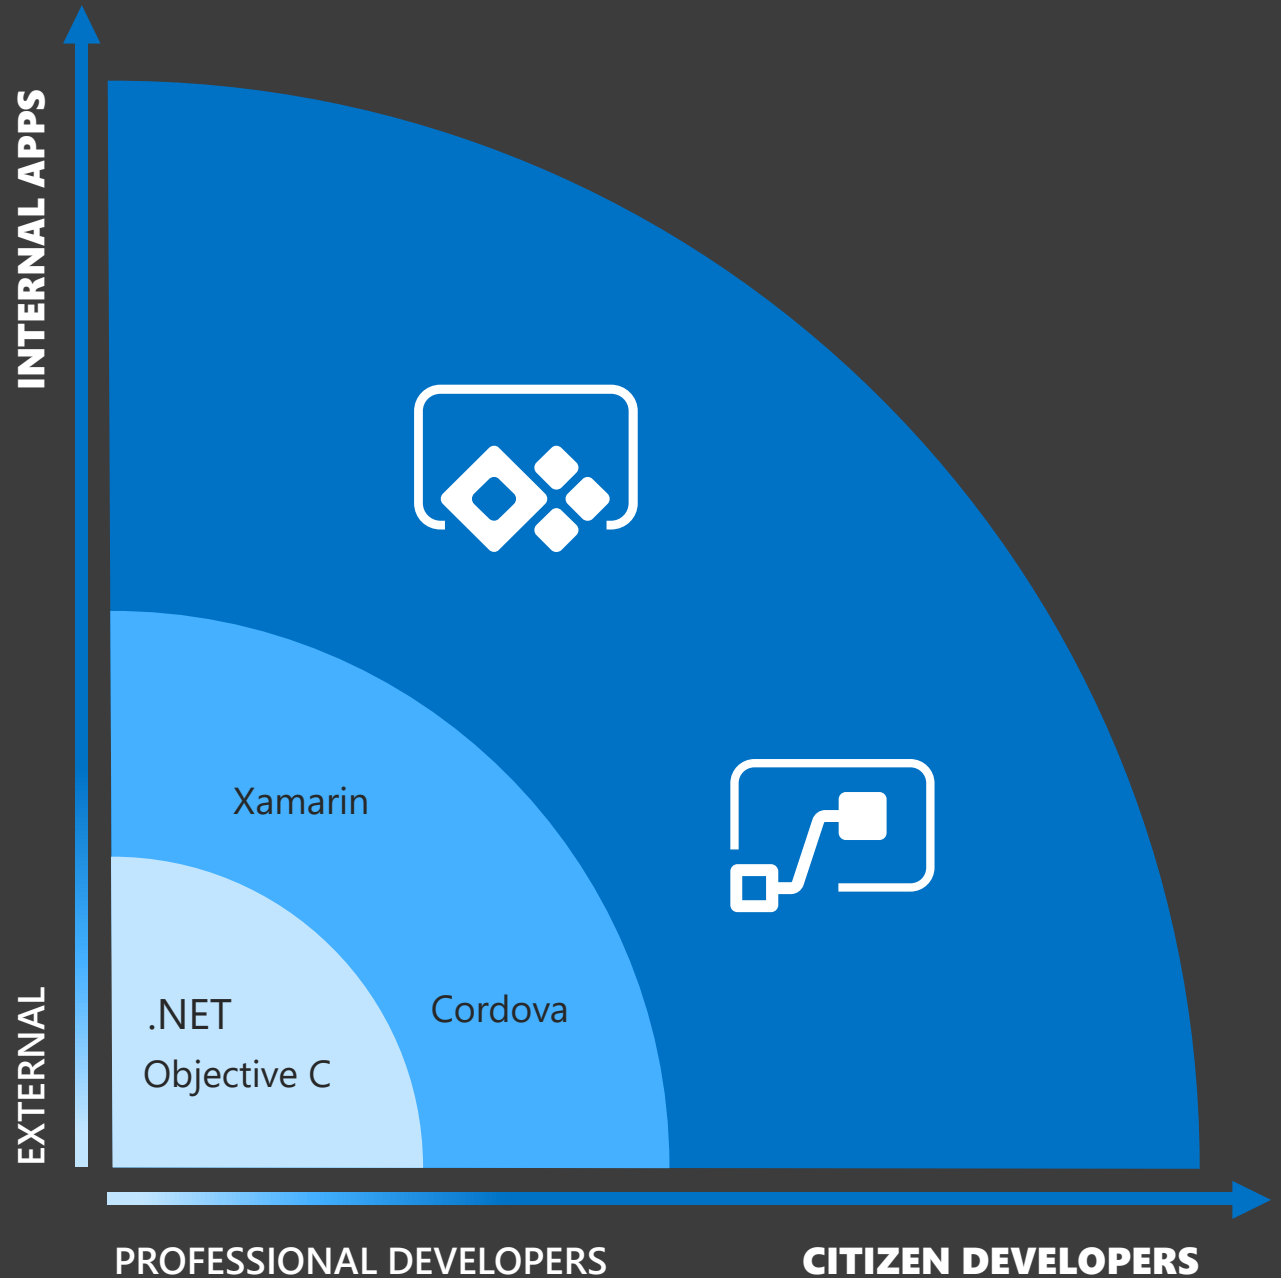 INTERNAL APPS
Xamarin
.NET
Cordova
Objective C
EXTERNAL
PROFESSIONAL DEVELOPERS
CITIZEN DEVELOPERS